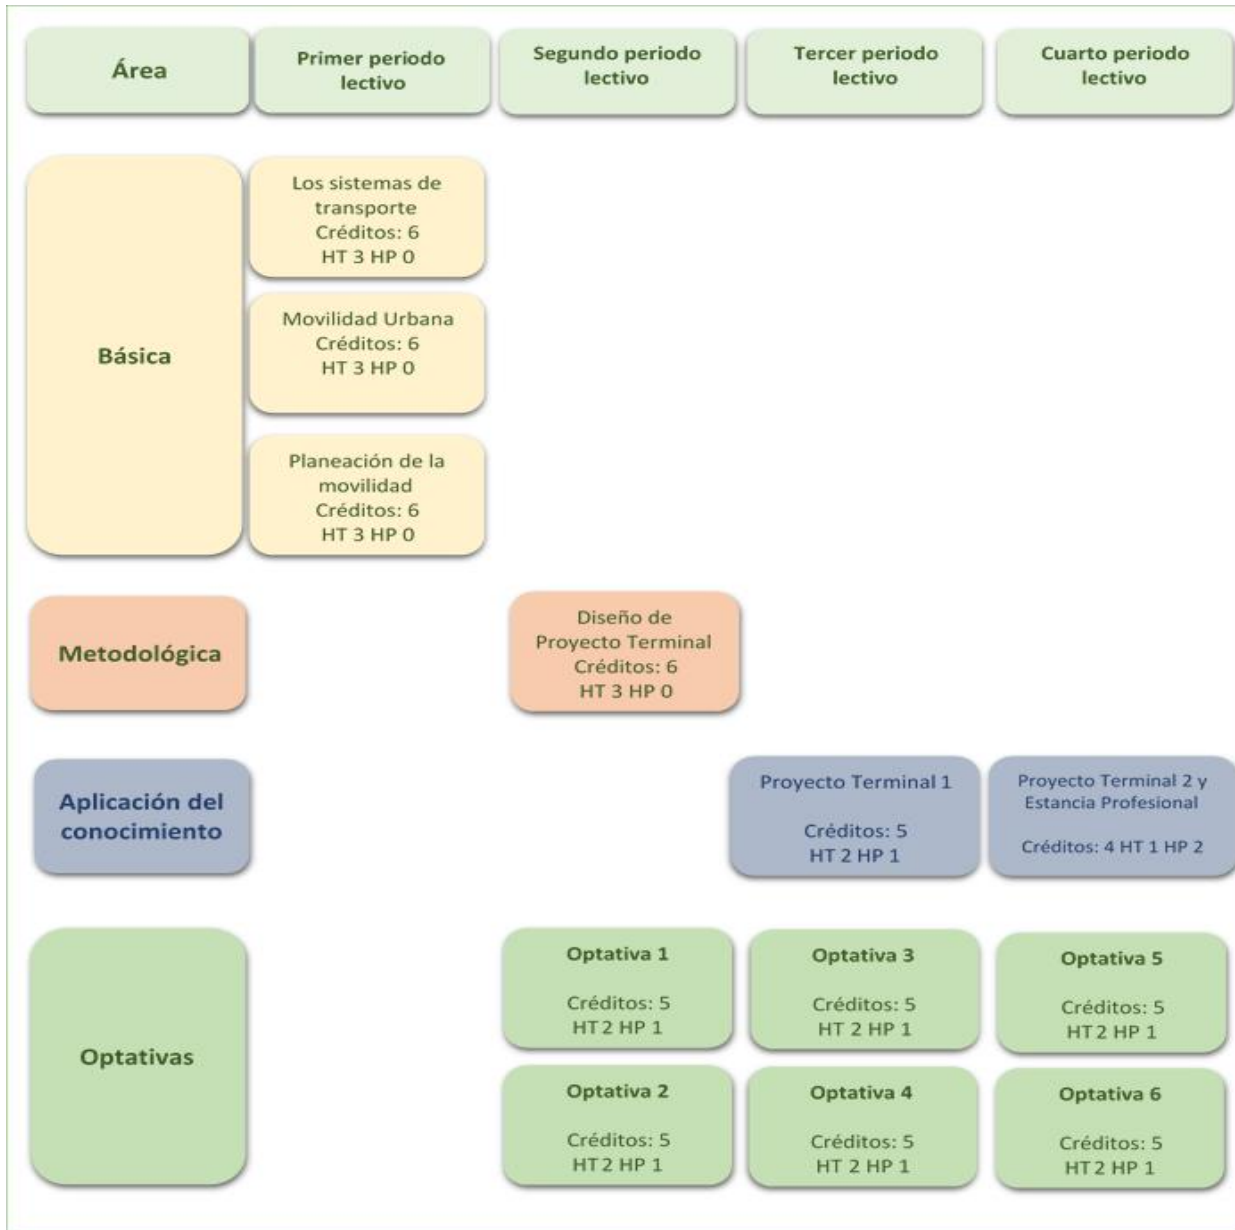 Área
Primer periodo
lectivo
Segundo periodo
lectivo
Tercer periodo
lectivo
Cuarto periodo
lectivo
Básica
Los sistemas de
transporte
Créditos: 6
HT 3 HP 0
Movilidad Urbana
Créditos: 6
HT 3 HP 0
Planeación de la
movilidad
Créditos: 6
HT 3 HP 0
Metodológica
Diseño de
Proyecto Terminal
Créditos: 6
HT 3 HP 0
Aplicación del
conocimiento
Proyecto Terminal 1
Créditos: 5
HT 2 HP 1
Proyecto Terminal 2 y
Estancia Profesional
Créditos: 4 HT 1 HP 2
Optativas
Optativa 1
Créditos: 5
HT 2 HP 1
Optativa 3
Créditos: 5
HT 2 HP 1
Optativa 5
Créditos: 5
HT 2 HP 1
Optativa 2
Créditos: 5
HT 2 HP 1
Optativa 4
Créditos: 5
HT 2 HP 1
Optativa 6
Créditos: 5
HT 2 HP 1